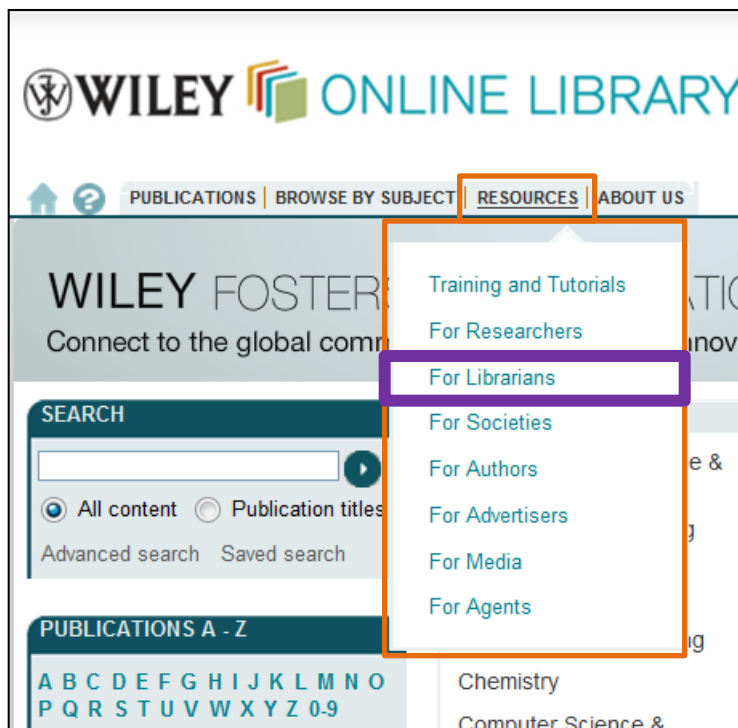 WILEY ONLINE LIBRARY
PUBLICATIONS BROWSE BY SUBJECT RESOURCES ABOUT US
WILEY FOSTERS
Connect to the global
Training and Tutorials
For Researchers
For Librarians
For Societies
For Authors
For Advertisers
For Media
For Agents
SEARCH
All content Publication titles
Advanced search Saved search
PUBLICATIONS A - Z
A B C D E F G H I J K L M N O
P Q R S T U V W X Y Z 0-9
e &
Chemistry
Computer Science &